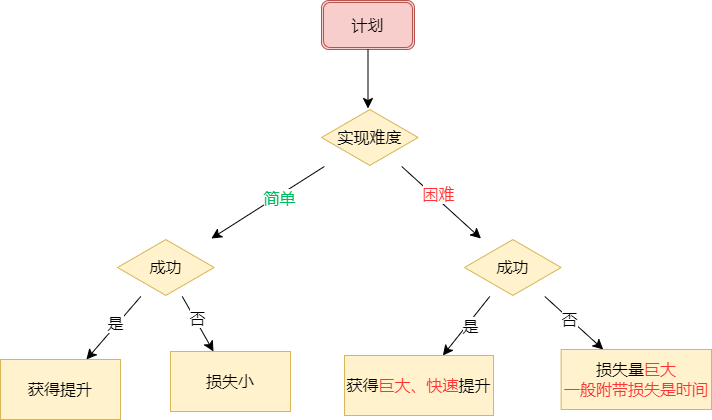 计划
实现难度
简单
困难
成功
成功
是
否
是
否
获得提升
损失小
获得巨大、快速提升
损失量巨大
一般附带损失是时间